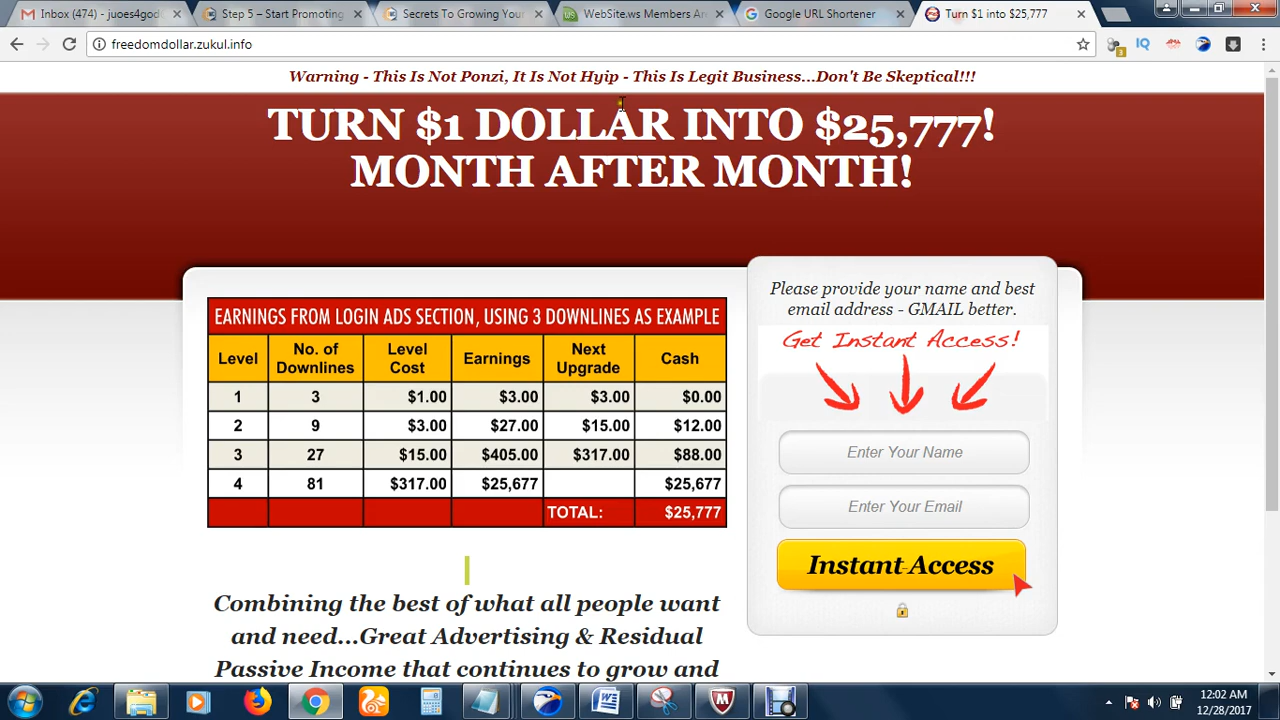 Inbox (474) - juoes4god
Step 5 – Start Promoting
Secrets To Growing Your
WebSite.ws Members Are
Google URL Shortener
Turn $1 into $25,777
freedomdollar.zukul.info
IQ
3
Warning - This Is Not Ponzi, It Is Not Hyip - This Is Legit Business...Don't Be Skeptical!!!
TURN $1 DOLLAR INTO $25,777!
MONTH AFTER MONTH!
EARNINGS FROM LOGIN ADS SECTION, USING 3 DOWNLINES AS EXAMPLE
Level No. of Downlines Level Cost Earnings Next Upgrade Cash
1 3 $1.00 $3.00 $3.00 $0.00
2 9 $3.00 $27.00 $15.00 $12.00
3 27 $15.00 $405.00 $317.00 $88.00
4 81 $317.00 $25,677 $25,677
TOTAL: $25,777
Combining the best of what all people want
and need...Great Advertising & Residual
Passive Income that continues to grow and
Please provide your name and best
email address - GMAIL better.
Get Instant Access!
Enter Your Name
Enter Your Email
Instant Access
12:02 AM
12/28/2017